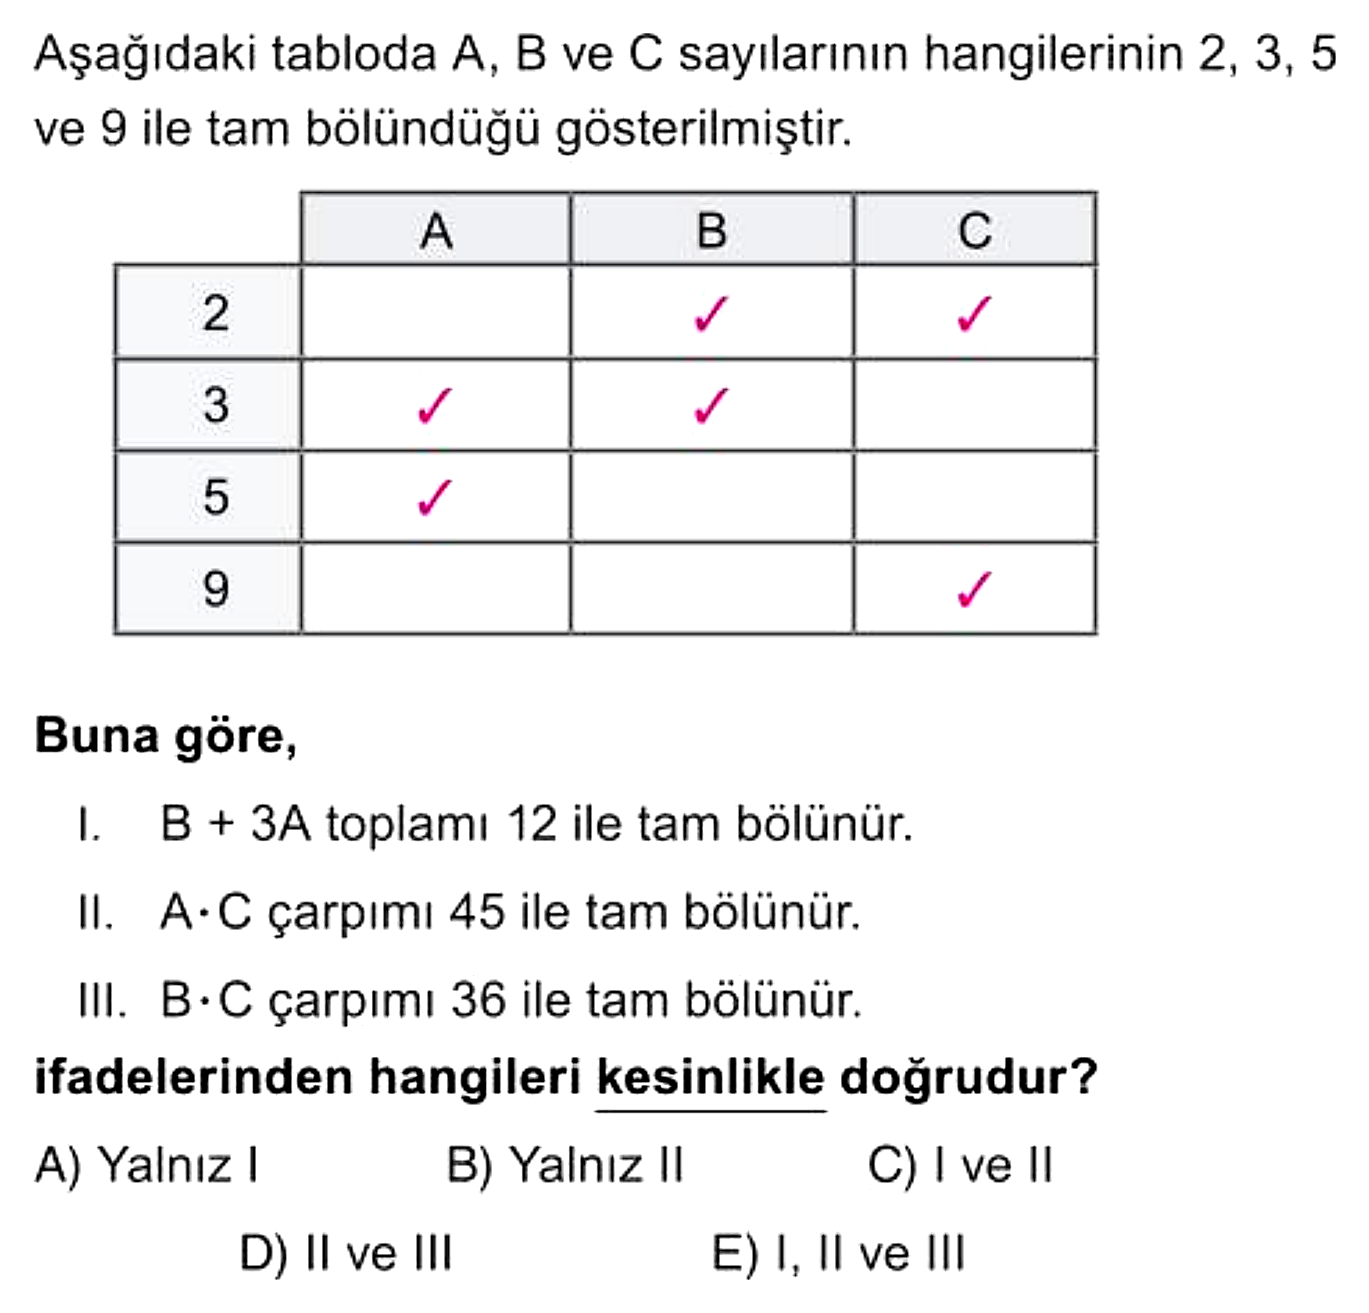 Aşağıdaki tabloda A, B ve C sayılarının hangilerinin 2, 3, 5
ve 9 ile tam bölündüğü gösterilmiştir.
A B C
2 ✓ ✓
3 ✓ ✓
5 ✓
9 ✓
Buna göre,
I. B + 3A toplamı 12 ile tam bölünür.
II. A·C çarpımı 45 ile tam bölünür.
III. B·C çarpımı 36 ile tam bölünür.
ifadelerinden hangileri kesinlikle doğrudur?
A) Yalnız I B) Yalnız II C) I ve II
D) II ve III E) I, II ve III